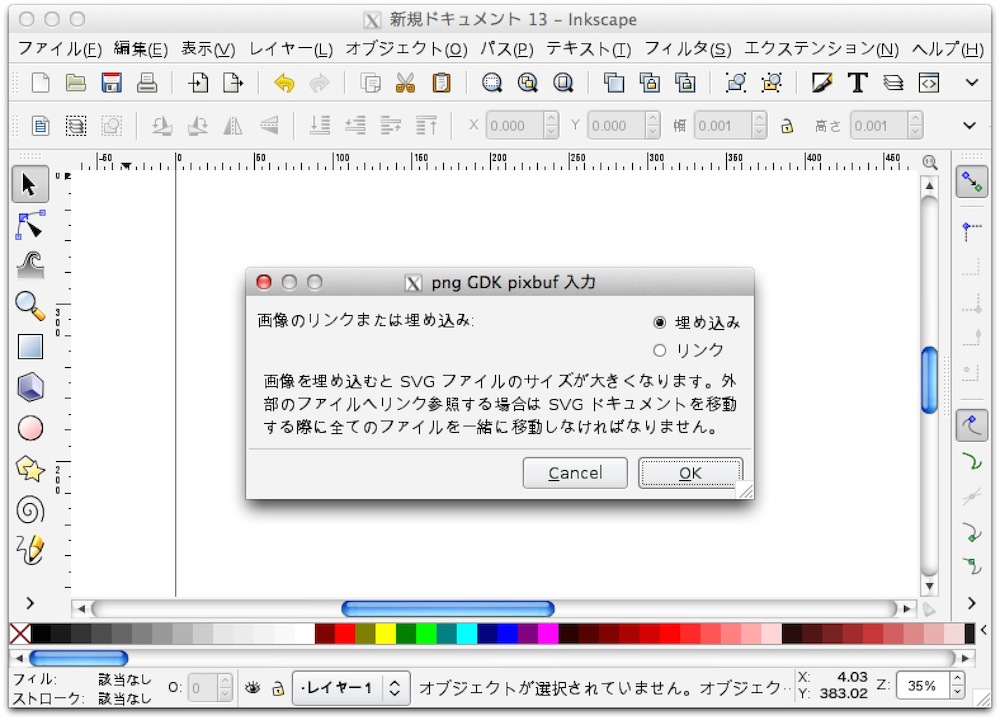 新規ドキュメント 13 - Inkscape
ファイル(F) 編集(E) 表示(V) レイヤー(L) オブジェクト(O) パス(P) テキスト(T) フィルタ(S) エクステンション(N) ヘルプ(H)
X 0.000 Y 0.000 幅 0.001 高さ 0.001
-50 0 50 100 150 200 250 300 350 400 450
png GDK pixbuf 入力
画像のリンクまたは埋め込み:
埋め込み
リンク
画像を埋め込むと SVG ファイルのサイズが大きくなります。外
部のファイルへリンク参照する場合は SVG ドキュメントを移動
する際に全てのファイルを一緒に移動しなければなりません。
Cancel OK
300
200
フィル: 該当なし
ストローク: 該当なし
O: 0
·レイヤー1
オブジェクトが選択されていません。オブジェク··
X: 4.03
Y: 383.02
Z: 35%